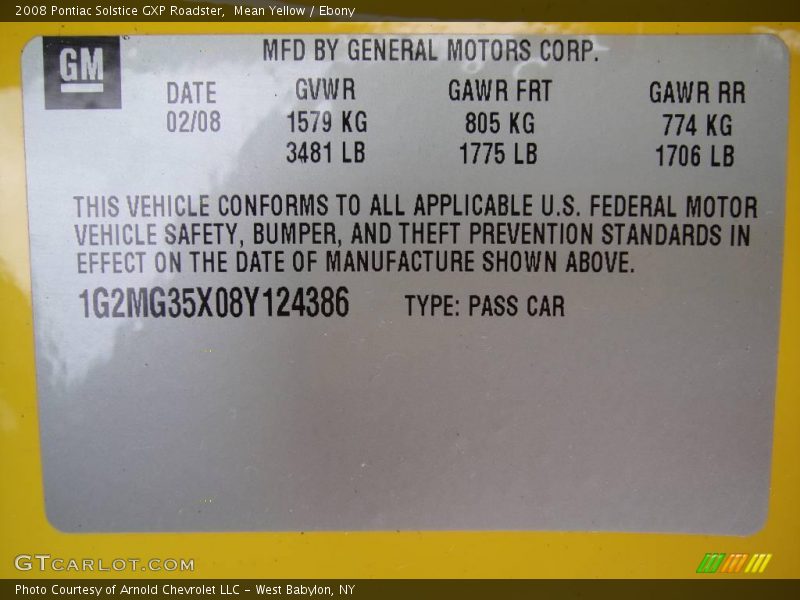 2008 Pontiac Solstice GXP Roadster,  Mean Yellow / Ebony
GM
MFD BY GENERAL MOTORS CORP.
DATE GVWR GAWR FRT GAWR RR
02/08 1579 KG 805 KG 774 KG
3481 LB 1775 LB 1706 LB
THIS VEHICLE CONFORMS TO ALL APPLICABLE U.S. FEDERAL MOTOR
VEHICLE SAFETY, BUMPER, AND THEFT PREVENTION STANDARDS IN
EFFECT ON THE DATE OF MANUFACTURE SHOWN ABOVE.
1G2MG35X08Y124386 TYPE: PASS CAR
GTCARLOT.COM
Photo Courtesy of Arnold Chevrolet LLC - West Babylon, NY